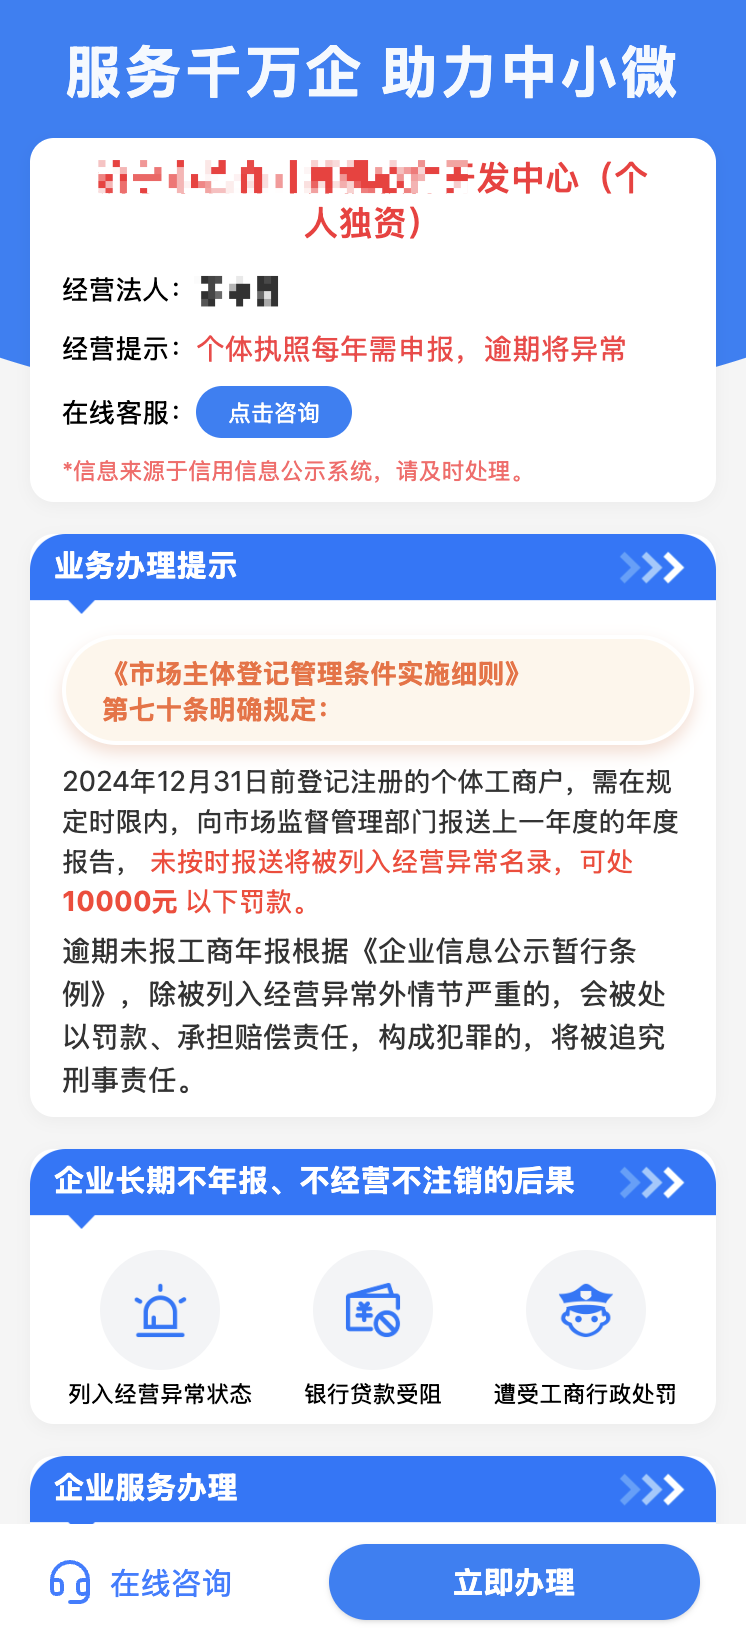 服务千万企 助力中小微
发中心（个
人独资）
经营法人：
经营提示：个体执照每年需申报，逾期将异常
在线客服：点击咨询
*信息来源于信用信息公示系统，请及时处理。
业务办理提示
《市场主体登记管理条件实施细则》
第七十条明确规定：
2024年12月31日前登记注册的个体工商户，需在规
定时限内，向市场监督管理部门报送上一年度的年度
报告， 未按时报送将被列入经营异常名录，可处
10000元 以下罚款。
逾期未报工商年报根据《企业信息公示暂行条
例》，除被列入经营异常外情节严重的，会被处
以罚款、承担赔偿责任，构成犯罪的，将被追究
刑事责任。
企业长期不年报、不经营不注销的后果
列入经营异常状态
银行贷款受阻
遭受工商行政处罚
企业服务办理
在线咨询
立即办理